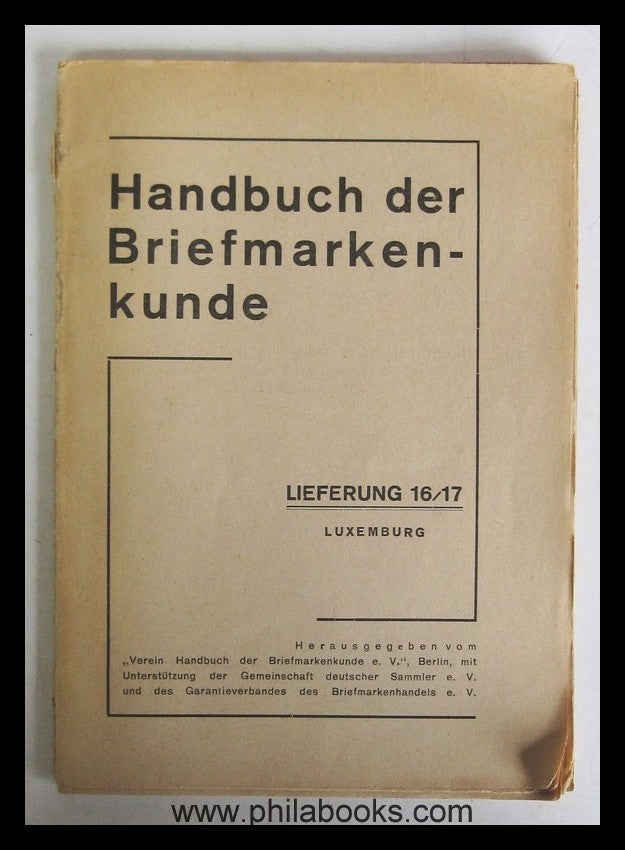 Handbuch der
Briefmarken-
kunde
LIEFERUNG 16/17
LUXEMBURG
Herausgegeben vom
„Verein Handbuch der Briefmarkenkunde e. V.“, Berlin, mit
Unterstützung der Gemeinschaft deutscher Sammler e. V.
und des Garantieverbandes des Briefmarkenhandels e. V.
www.philabooks.com